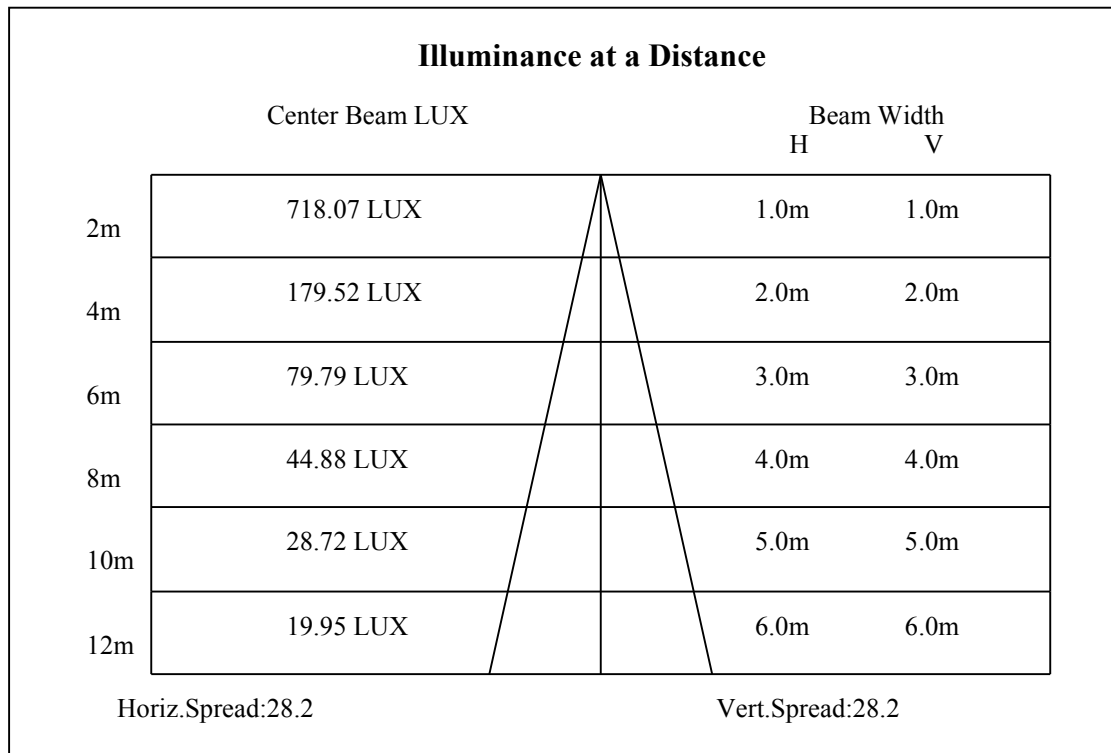 Illuminance at a Distance
Center Beam LUX Beam Width
H V
2m 718.07 LUX 1.0m 1.0m
4m 179.52 LUX 2.0m 2.0m
6m 79.79 LUX 3.0m 3.0m
8m 44.88 LUX 4.0m 4.0m
10m 28.72 LUX 5.0m 5.0m
12m 19.95 LUX 6.0m 6.0m
Horiz.Spread:28.2 Vert.Spread:28.2